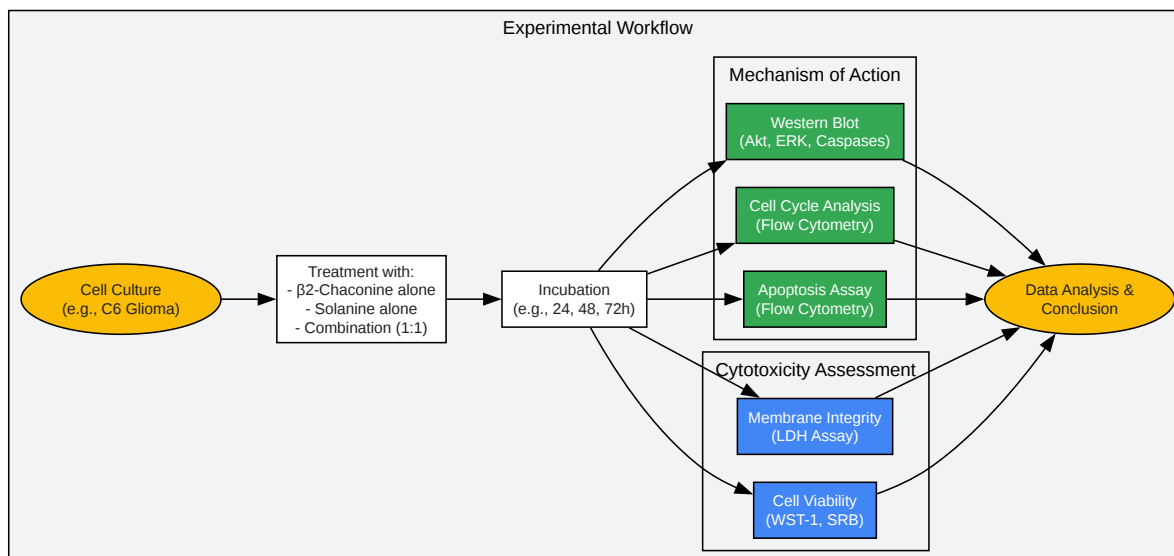 Experimental Workflow
Cell Culture
(e.g., C6 Glioma)
Treatment with:
- β2-Chaconine alone
- Solanine alone
- Combination (1:1)
Incubation
(e.g., 24, 48, 72h)
Mechanism of Action
Western Blot
(Akt, ERK, Caspases)
Cell Cycle Analysis
(Flow Cytometry)
Apoptosis Assay
(Flow Cytometry)
Cytotoxicity Assessment
Membrane Integrity
(LDH Assay)
Cell Viability
(WST-1, SRB)
Data Analysis &
Conclusion